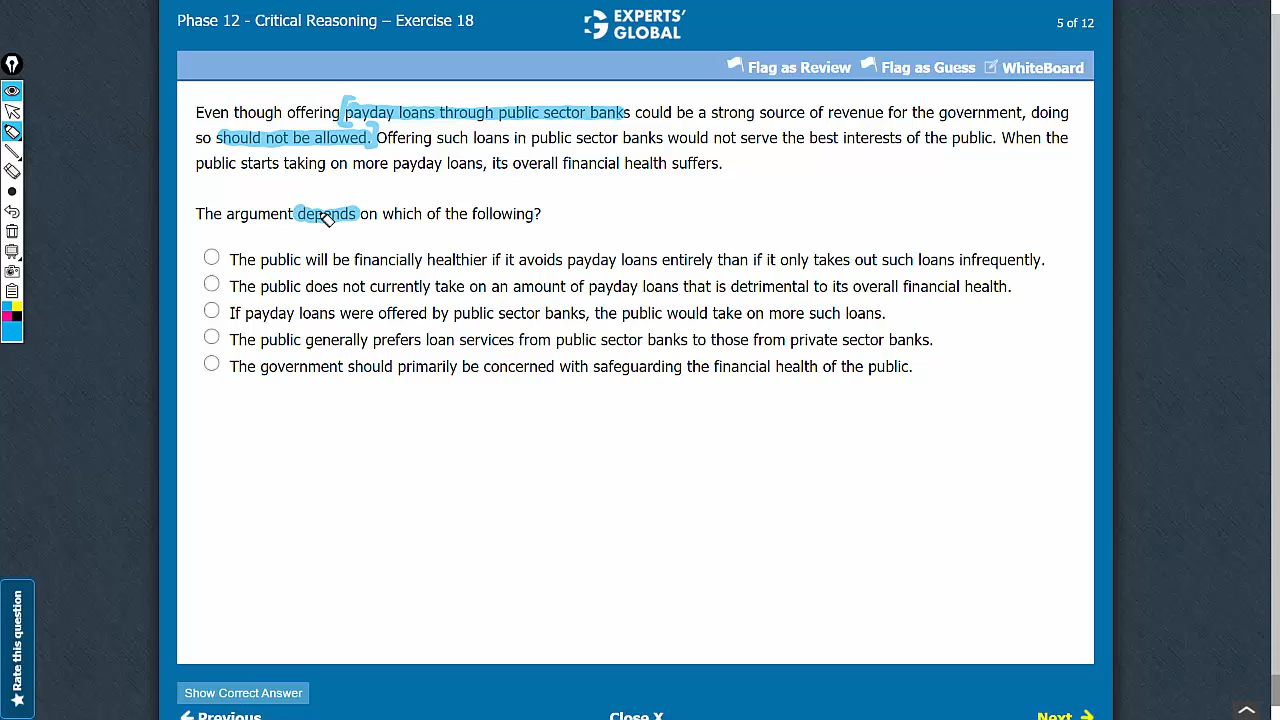 Phase 12 - Critical Reasoning – Exercise 18
EXPERTS'
GLOBAL
5 of 12
Flag as Review
Flag as Guess
WhiteBoard
Even though offering payday loans through public sector banks could be a strong source of revenue for the government, doing
so should not be allowed. Offering such loans in public sector banks would not serve the best interests of the public. When the
public starts taking on more payday loans, its overall financial health suffers.
The argument depends on which of the following?
The public will be financially healthier if it avoids payday loans entirely than if it only takes out such loans infrequently.
The public does not currently take on an amount of payday loans that is detrimental to its overall financial health.
If payday loans were offered by public sector banks, the public would take on more such loans.
The public generally prefers loan services from public sector banks to those from private sector banks.
The government should primarily be concerned with safeguarding the financial health of the public.
Rate this question
Show Correct Answer
Previous
Close X
Next